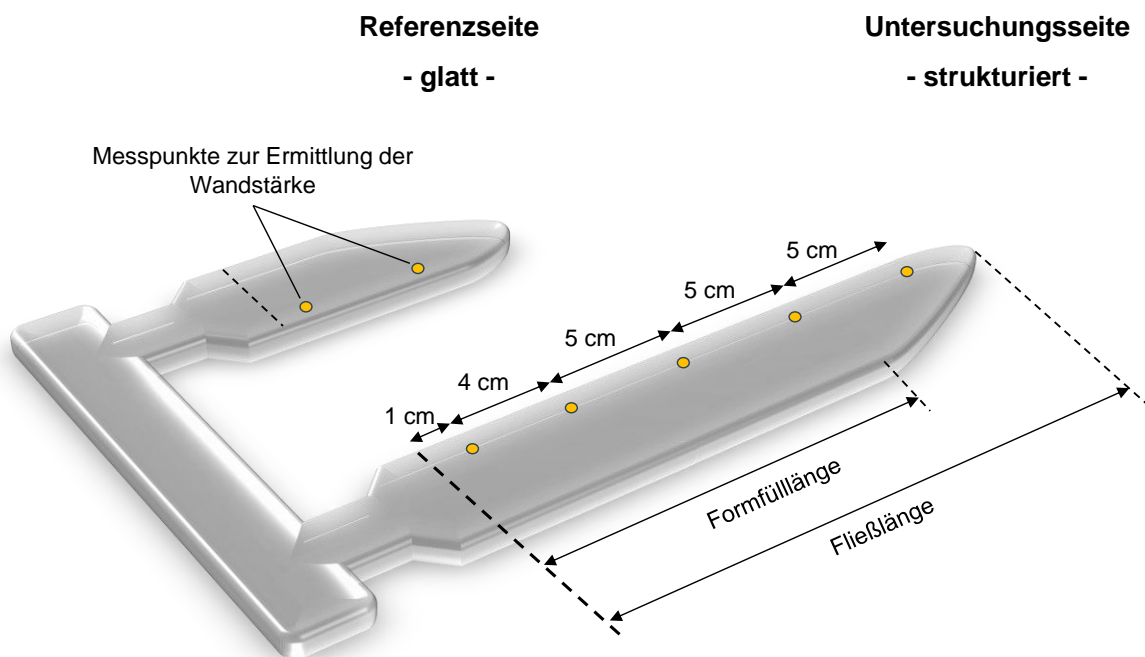 Referenzseite
- glatt -
Untersuchungsseite
- strukturiert -
Messpunkte zur Ermittlung der
Wandstärke
5 cm
5 cm
5 cm
4 cm
1 cm
Formfülllänge
Fließlänge